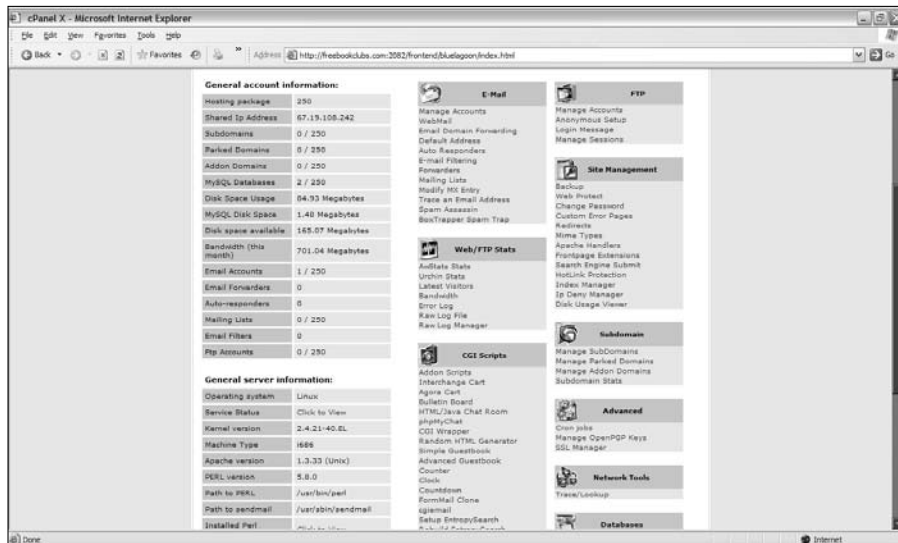 cPanel X - Microsoft Internet Explorer
File Edit View Favorites Tools Help
Back Favorites Address http://freebookclubs.com:2082/frontend/bluelagoon/index.html Go
General account information:
Hosting package 250
Shared Ip Address 67.15.108.242
Subdomains 0 / 250
Parked Domains 0 / 250
Addon Domains 0 / 250
MySQL Databases 2 / 250
Disk Space Usage 84.93 Megabytes
MySQL Disk Space 1.48 Megabytes
Disk space available 165.07 Megabytes
Bandwidth (this month) 701.04 Megabytes
Email Accounts 1 / 250
Email Forwarders 0
Auto-responders 0
Mailing Lists 0 / 250
Email Filters 0
Ftp Accounts 0 / 250
General server information:
Operating system Linux
Service Status Click to View
Kernel version 2.4.21-40.EL
Machine Type i686
Apache version 1.3.33 (Unix)
PERL version 5.8.0
Path to PERL /usr/bin/perl
Path to sendmail /usr/sbin/sendmail
Installed Perl Click to View
E-Mail
Manage Accounts
WebMail
Email Domain Forwarding
Default Address
Auto Responders
E-mail Filtering
Forwarders
Mailing Lists
Modify MX Entry
Trace an Email Address
Spam Assassin
BoxTrapper Spam Trap
Web/FTP Stats
AwStats Stats
Urchin Stats
Latest Visitors
Bandwidth
Error Log
Raw Log File
Raw Log Manager
CGI Scripts
Addon Scripts
Interchange Cart
Agora Cart
Bulletin Board
HTML/Java Chat Room
phpMyChat
CGI Wrapper
Random HTML Generator
Simple Guestbook
Advanced Guestbook
Counter
Clock
Countdown
FormMail Clone
cgiemail
Setup EntropySearch
Rebuild EntropySearch
FTP
Manage Accounts
Anonymous Setup
Login Message
Manage Sessions
Site Management
Backup
Web Protect
Change Password
Custom Error Pages
Redirects
Mime Types
Apache Handlers
Frontpage Extensions
Search Engine Submit
HotLink Protection
Index Manager
Ip Deny Manager
Disk Usage Viewer
Subdomain
Manage SubDomains
Manage Parked Domains
Manage Addon Domains
Subdomain Stats
Advanced
Cron jobs
Manage OpenPGP Keys
SSL Manager
Network Tools
Trace/Lookup
Databases
Done Internet